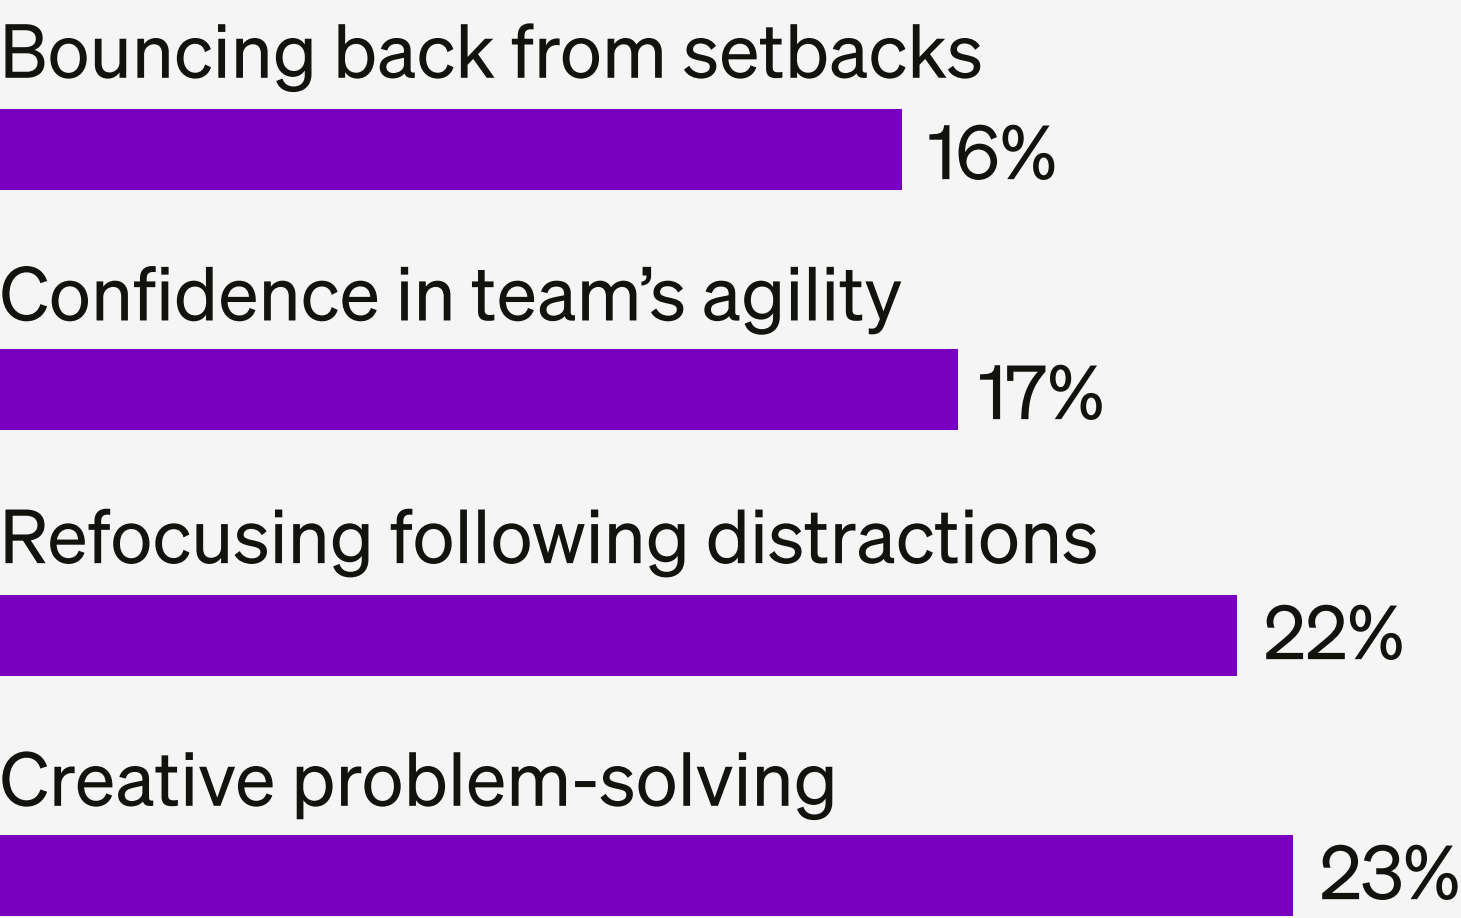 Bouncing back from setbacks
16%
Confidence in team’s agility
17%
Refocusing following distractions
22%
Creative problem-solving
23%